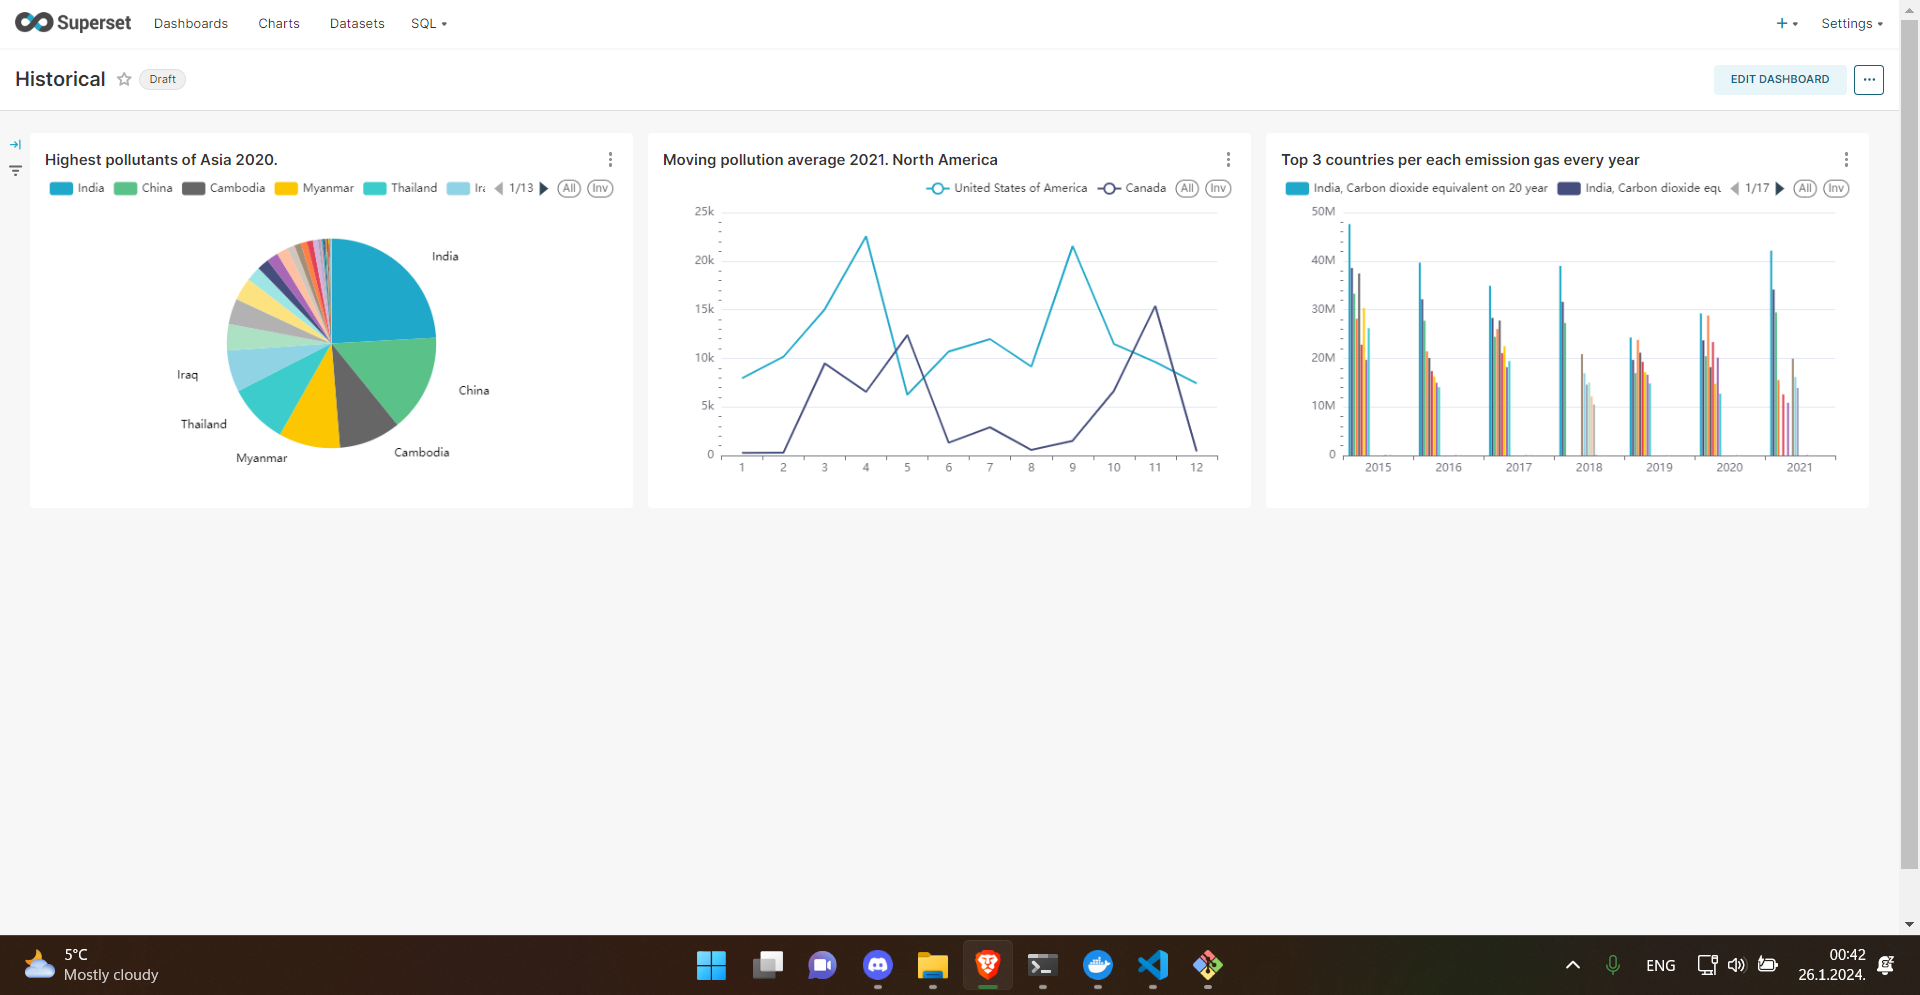 Superset Dashboards Charts Datasets SQL Settings
Historical Draft EDIT DASHBOARD
Highest pollutants of Asia 2020.
India China Cambodia Myanmar Thailand 1/13 All Inv
India
China
Cambodia
Myanmar
Thailand
Iraq
Moving pollution average 2021. North America
United States of America Canada All Inv
25k
20k
15k
10k
5k
0
1 2 3 4 5 6 7 8 9 10 11 12
Top 3 countries per each emission gas every year
India, Carbon dioxide equivalent on 20 year India, Carbon dioxide equ 1/17 All Inv
50M
40M
30M
20M
10M
0
2015 2016 2017 2018 2019 2020 2021
5°C
Mostly cloudy
ENG
00:42
26.1.2024.